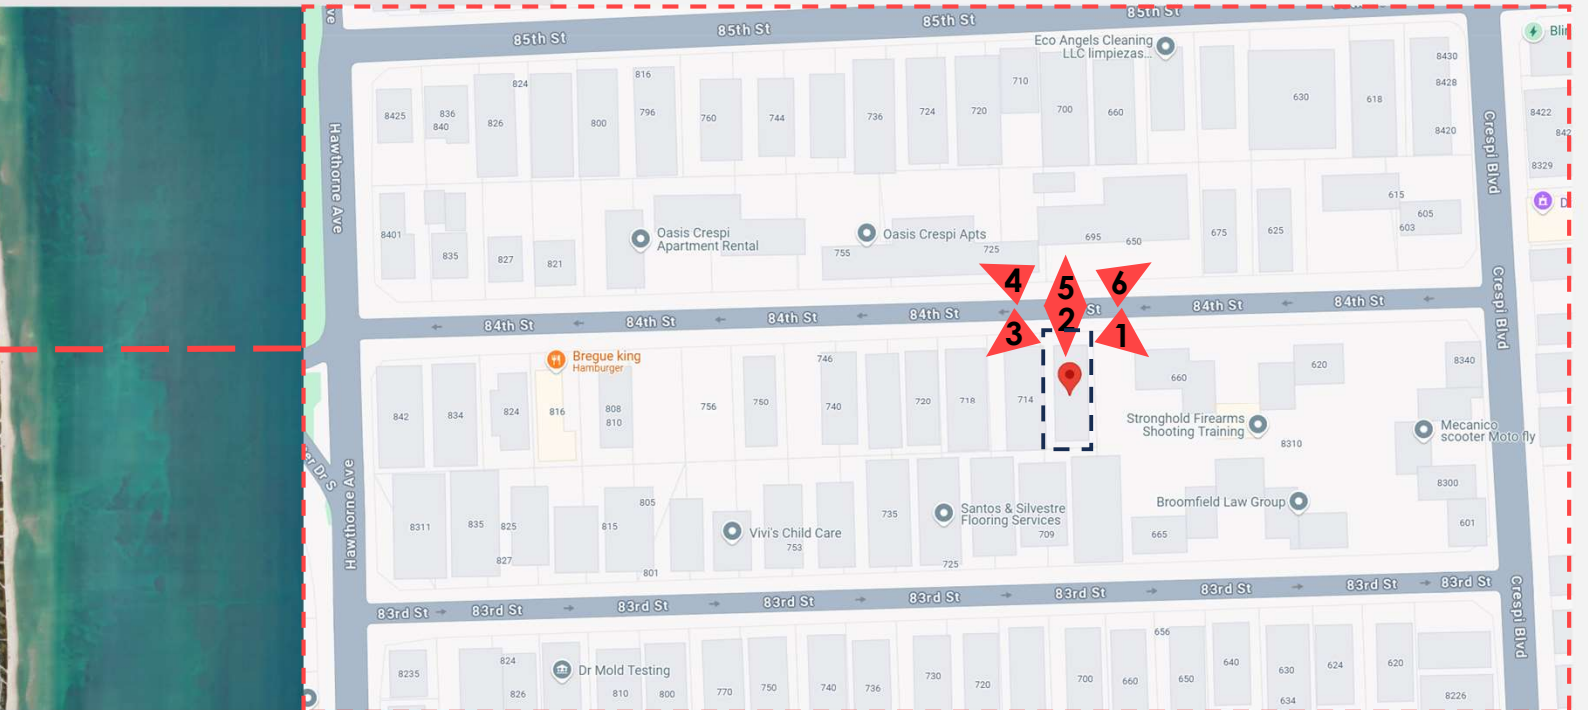 ve
85th St
85th St
85th St
85th St
84th
Eco Angels Cleaning
LLC limpiezas...
Blin
8430
8428
8420
816
824
710
8425
836
840
826
800
796
760
744
736
724
720
700
660
630
618
8422
842
8329
Hawthorne Ave
Crespi Blvd
D
8401
835
827
821
Oasis Crespi
Apartment Rental
755
Oasis Crespi Apts
725
695
650
675
625
615
605
603
4
5
6
84th St
84th St
84th St
84th St
St
84th St
84th St
3
2
1
Crespi Blvd
Bregue king
Hamburger
746
842
834
824
816
808
810
756
750
740
720
718
714
660
620
8340
Stronghold Firearms
Shooting Training
8310
Mecanico
scooter Moto fly
er Dr S
Hawthorne Ave
8311
835
825
827
805
815
801
Vivi's Child Care
753
735
Santos & Silvestre
Flooring Services
709
725
Broomfield Law Group
665
8300
601
Crespi Blvd
83rd St
83rd St
83rd St
83rd St
83rd St
83rd St
83rd St
83rd St
83rd St
8235
824
826
Dr Mold Testing
810
800
770
750
740
736
730
720
700
660
656
650
640
630
634
624
620
8226